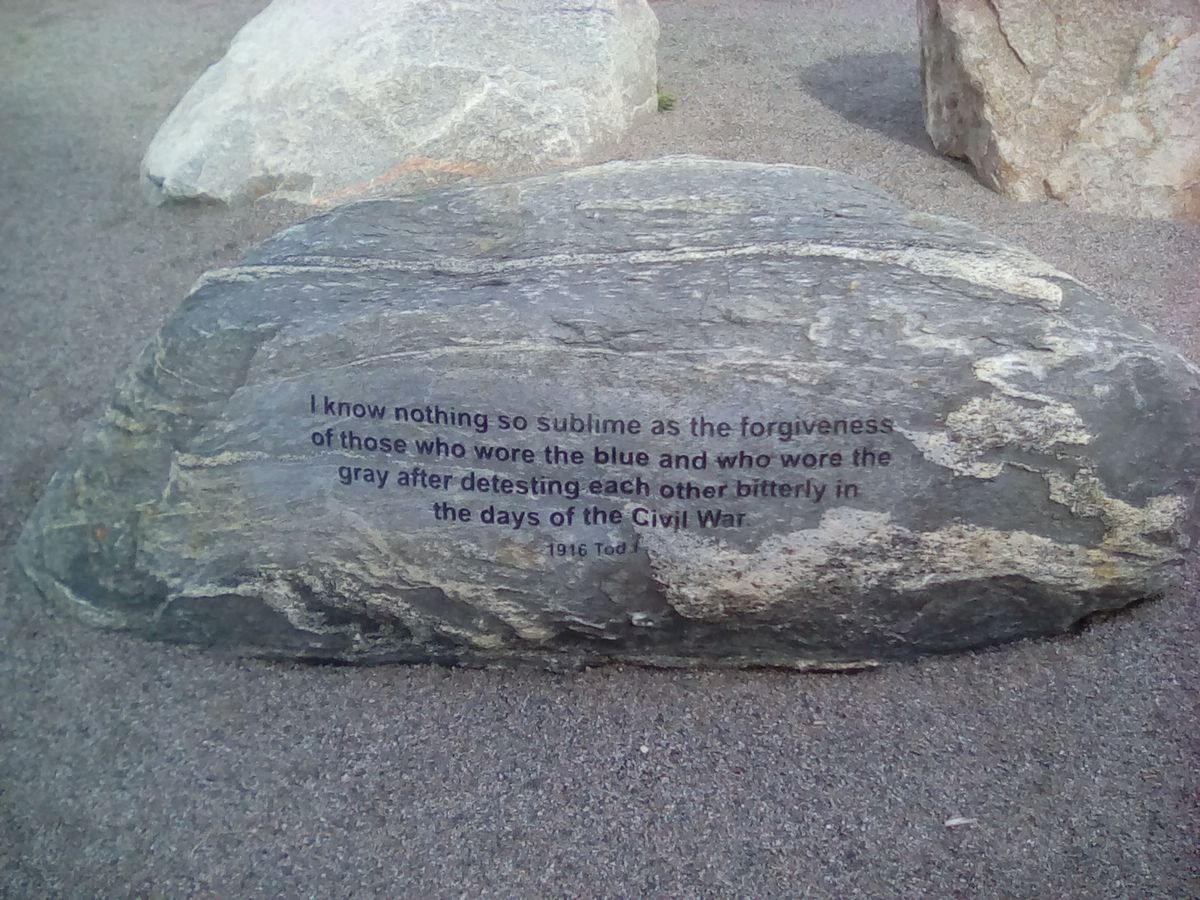 I know nothing so sublime as the forgiveness
of those who wore the blue and who wore the
gray after detesting each other bitterly in
the days of the Civil War
1916 Tod